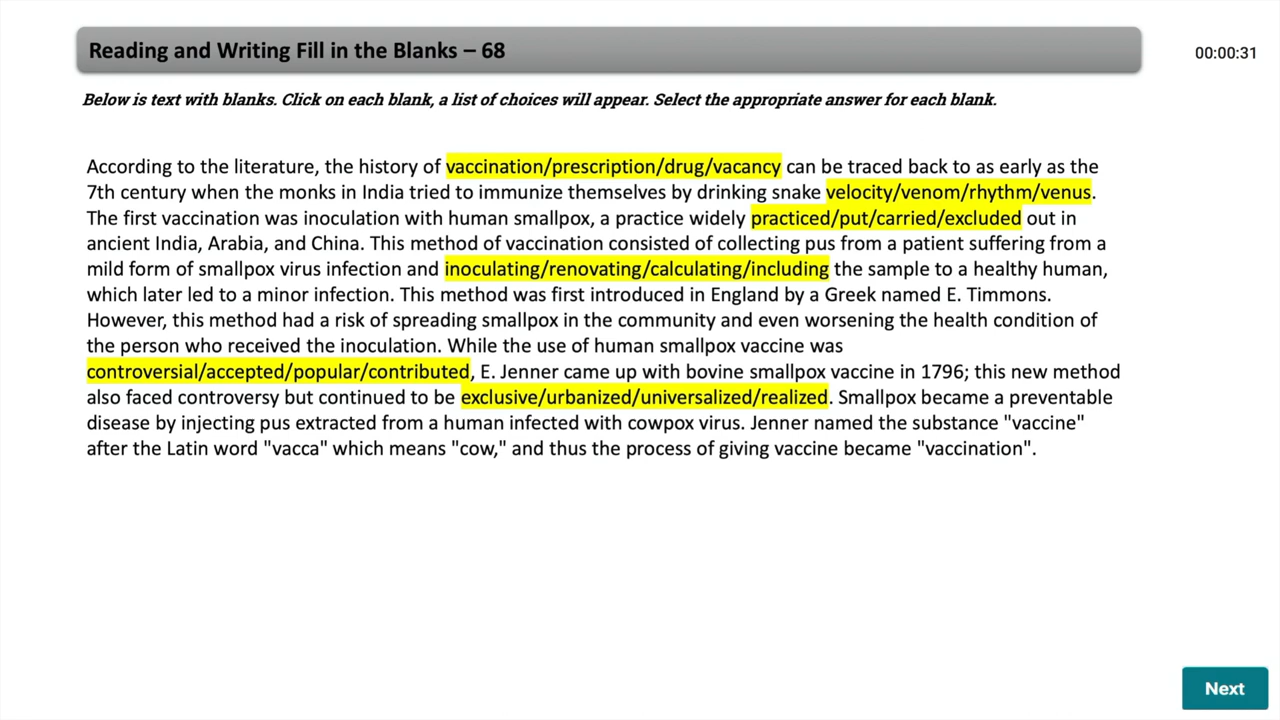 Reading and Writing Fill in the Blanks – 68
00:00:31
Below is text with blanks. Click on each blank, a list of choices will appear. Select the appropriate answer for each blank.
According to the literature, the history of vaccination/prescription/drug/vacancy can be traced back to as early as the
7th century when the monks in India tried to immunize themselves by drinking snake velocity/venom/rhythm/venus.
The first vaccination was inoculation with human smallpox, a practice widely practiced/put/carried/excluded out in
ancient India, Arabia, and China. This method of vaccination consisted of collecting pus from a patient suffering from a
mild form of smallpox virus infection and inoculating/renovating/calculating/including the sample to a healthy human,
which later led to a minor infection. This method was first introduced in England by a Greek named E. Timmons.
However, this method had a risk of spreading smallpox in the community and even worsening the health condition of
the person who received the inoculation. While the use of human smallpox vaccine was
controversial/accepted/popular/contributed, E. Jenner came up with bovine smallpox vaccine in 1796; this new method
also faced controversy but continued to be exclusive/urbanized/universalized/realized. Smallpox became a preventable
disease by injecting pus extracted from a human infected with cowpox virus. Jenner named the substance "vaccine"
after the Latin word "vacca" which means "cow," and thus the process of giving vaccine became "vaccination".
Next